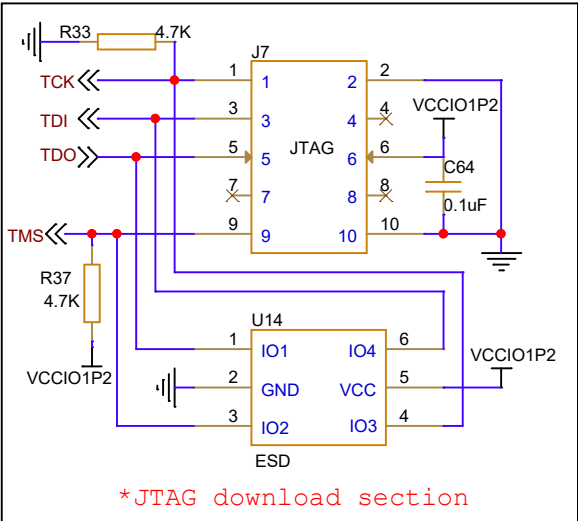 R33 4.7K
J7
TCK 1 1 2 2
VCCIO1P2
TDI 3 3 4 4
JTAG
TDO 5 5 6 6
C64
7 7 8 8
0.1uF
TMS 9 9 10 10
R37
4.7K
U14
VCCIO1P2
1 IO1 IO4 6
VCCIO1P2
2 GND VCC 5
3 IO2 IO3 4
ESD
*JTAG download section